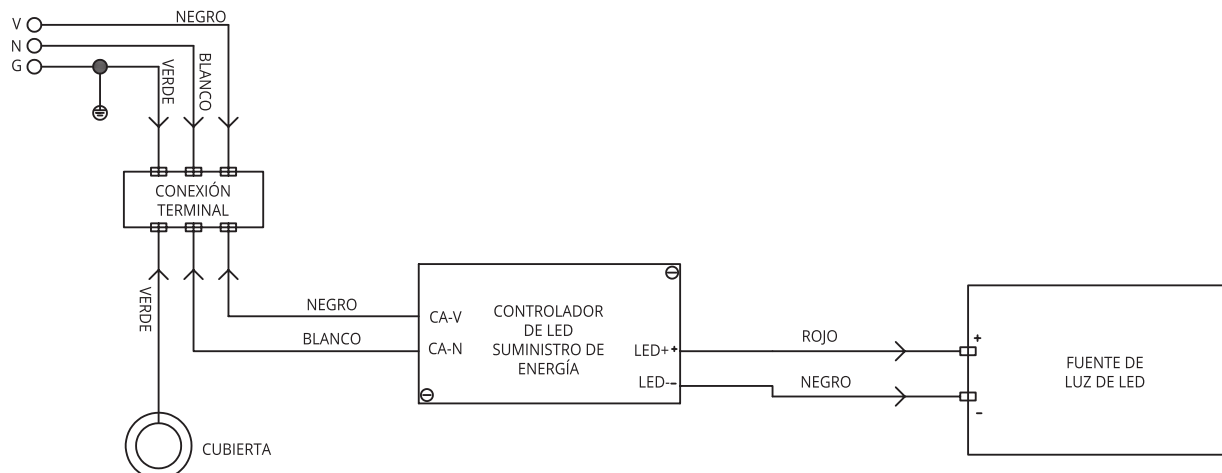 V
NEGRO
N
G
VERDE
BLANCO
CONEXIÓN
TERMINAL
VERDE
NEGRO
BLANCO
CA-V
CA-N
CONTROLADOR
DE LED
SUMINISTRO DE
ENERGÍA
LED+
LED-
ROJO
NEGRO
+
-
FUENTE DE
LUZ DE LED
CUBIERTA